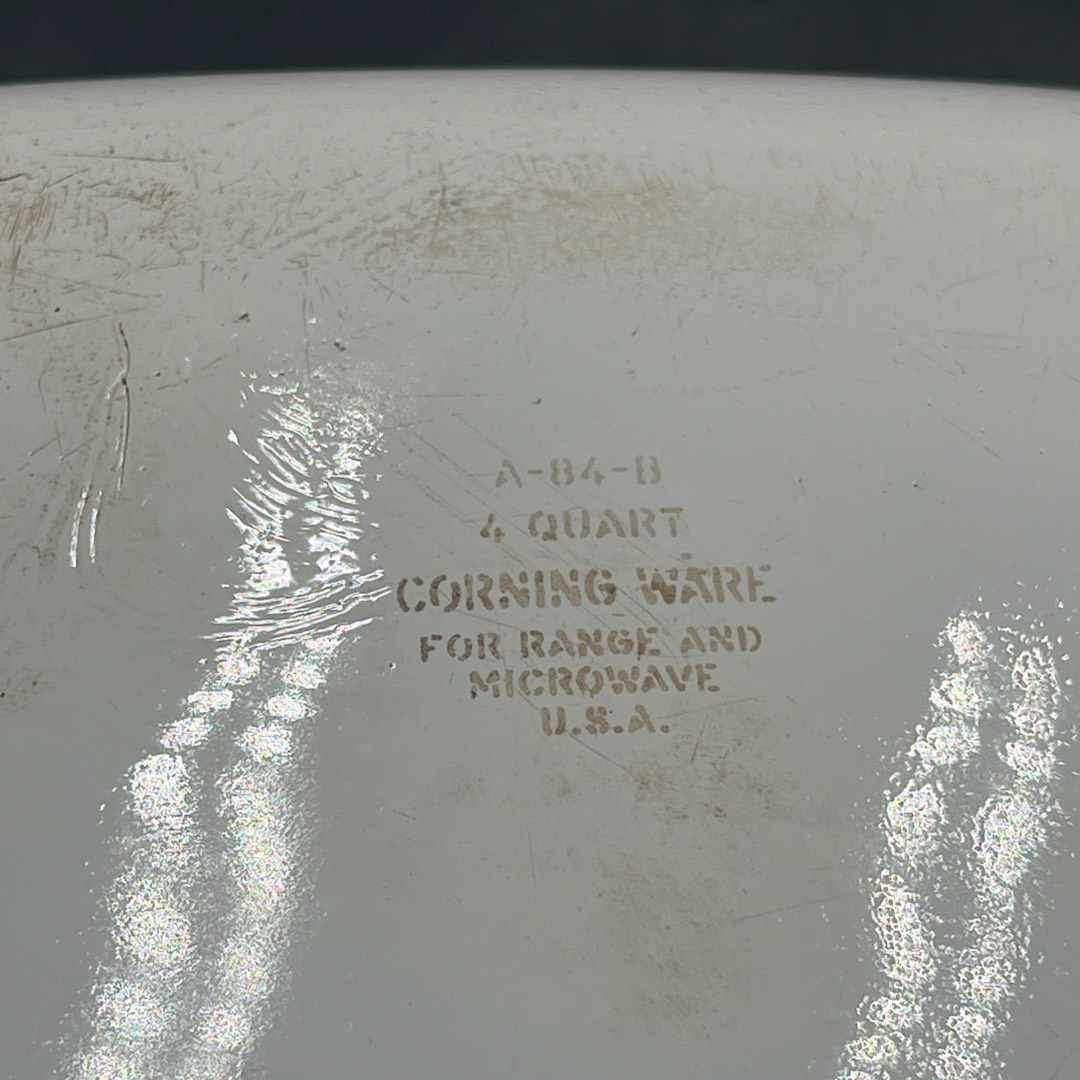 A-84-B
4 QUART
CORNING WARE
FOR RANGE AND
MICROWAVE
U.S.A.